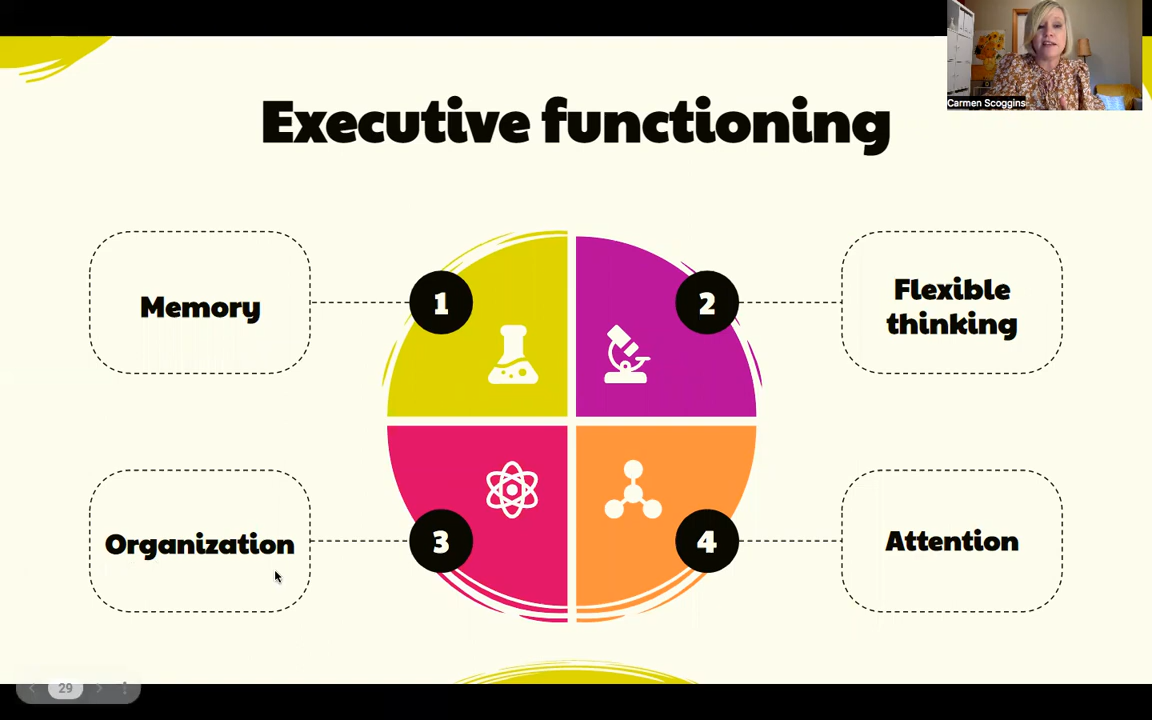 Carmen Scoggins
Executive functioning
Memory
1
2
Flexible
thinking
Organization
3
4
Attention
29